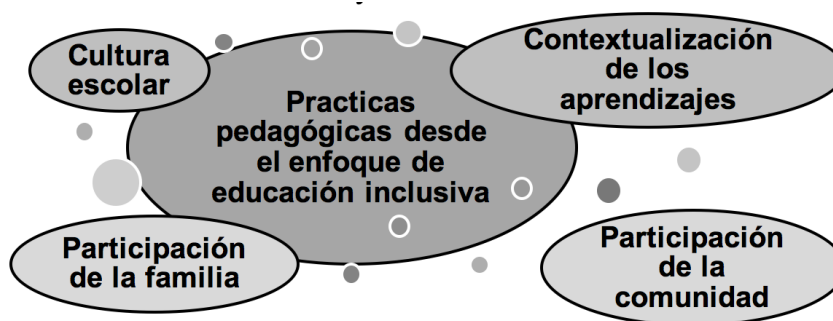 Cultura
escolar
Contextualización
de los
aprendizajes
Practicas
pedagógicas desde
el enfoque de
educación inclusiva
Participación
de la familia
Participación
de la
comunidad